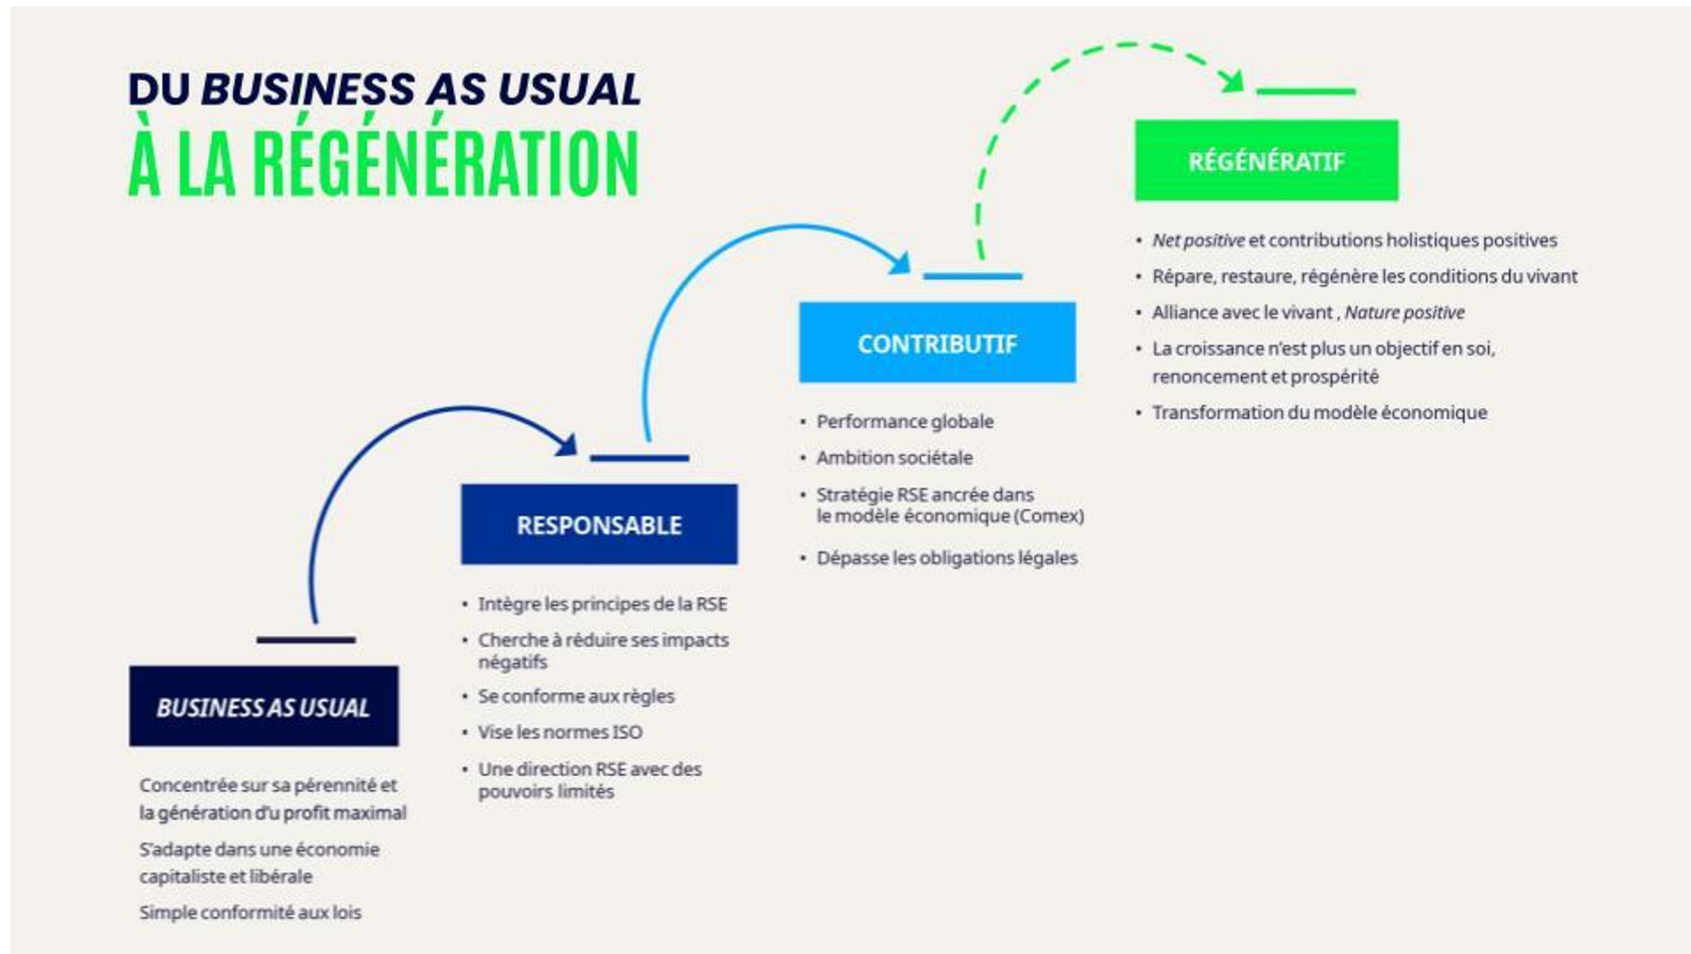 DU BUSINESS AS USUAL
À LA RÉGÉNÉRATION
BUSINESS AS USUAL
Concentrée sur sa pérennité et
la génération d'u profit maximal
S'adapte dans une économie
capitaliste et libérale
Simple conformité aux lois
RESPONSABLE
• Intègre les principes de la RSE
• Cherche à réduire ses impacts
négatifs
• Se conforme aux règles
• Vise les normes ISO
• Une direction RSE avec des
pouvoirs limités
CONTRIBUTIF
• Performance globale
• Ambition sociétale
• Stratégie RSE ancrée dans
le modèle économique (Comex)
• Dépasse les obligations légales
RÉGÉNÉRATIF
• Net positive et contributions holistiques positives
• Répare, restaure, régénère les conditions du vivant
• Alliance avec le vivant , Nature positive
• La croissance n'est plus un objectif en soi,
renoncement et prospérité
• Transformation du modèle économique